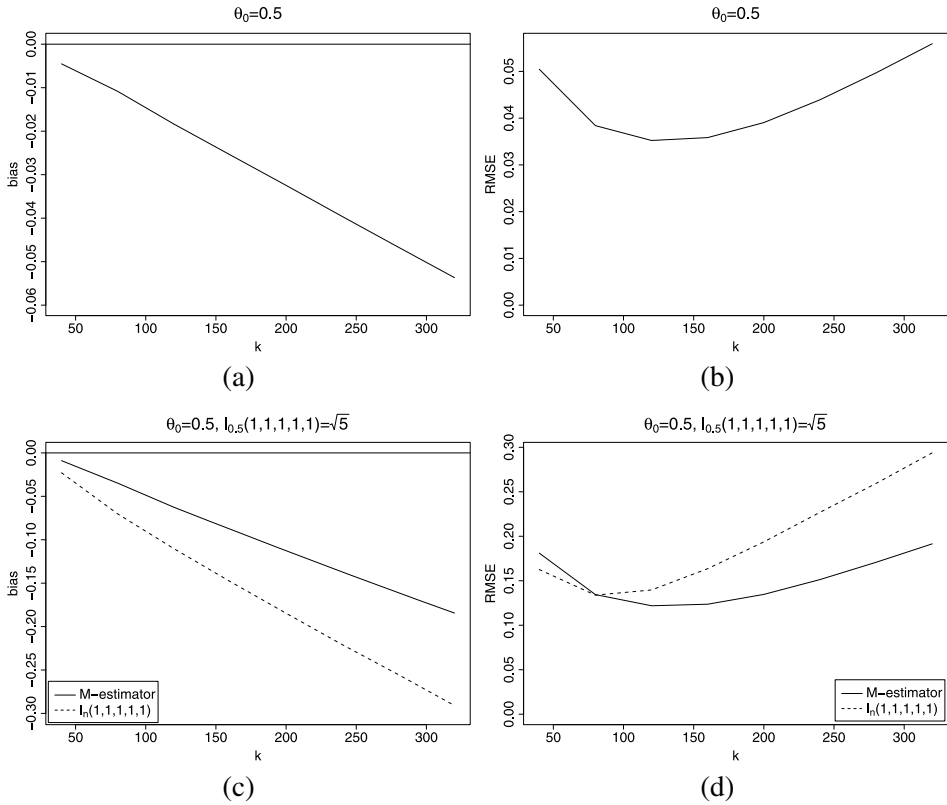 θ₀=0.5
bias
0.00
−0.01
−0.02
−0.03
−0.04
−0.05
−0.06
50 100 150 200 250 300
k
(a)
θ₀=0.5
RMSE
0.05
0.04
0.03
0.02
0.01
0.00
50 100 150 200 250 300
k
(b)
θ₀=0.5, l₀.₅(1,1,1,1,1)=√5
bias
0.00
−0.05
−0.10
−0.15
−0.20
−0.25
−0.30
M−estimator
lₙ(1,1,1,1,1)
50 100 150 200 250 300
k
(c)
θ₀=0.5, l₀.₅(1,1,1,1,1)=√5
RMSE
0.30
0.25
0.20
0.15
0.10
0.05
0.00
M−estimator
lₙ(1,1,1,1,1)
50 100 150 200 250 300
k
(d)